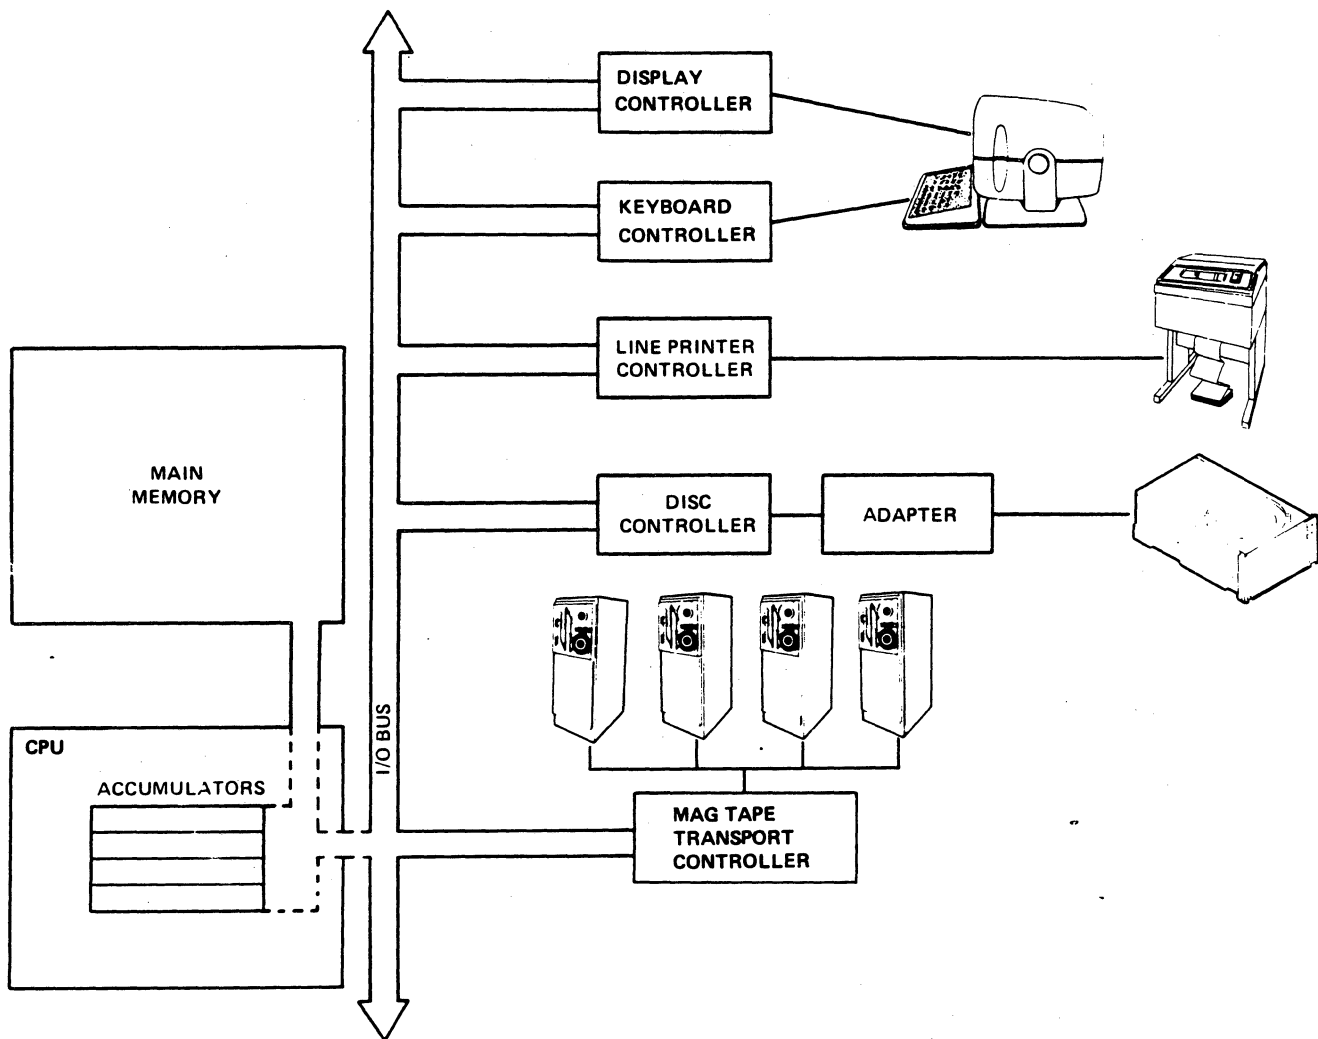 DISPLAY
CONTROLLER
KEYBOARD
CONTROLLER
LINE PRINTER
CONTROLLER
MAIN
MEMORY
DISC
CONTROLLER
ADAPTER
I/O BUS
CPU
ACCUMULATORS
MAG TAPE
TRANSPORT
CONTROLLER